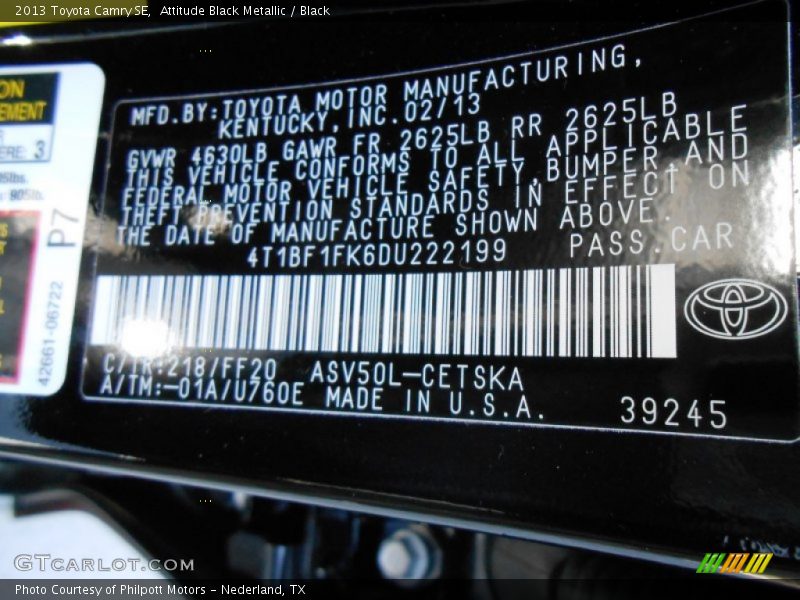 2013 Toyota Camry SE,  Attitude Black Metallic / Black
MFD.BY:TOYOTA MOTOR MANUFACTURING,
KENTUCKY,INC.02/13
GVWR 4630LB GAWR FR 2625LB RR 2625LB
THIS VEHICLE CONFORMS TO ALL APPLICABLE
FEDERAL MOTOR VEHICLE SAFETY,BUMPER AND
THEFT PREVENTION STANDARDS IN EFFECT ON
THE DATE OF MANUFACTURE SHOWN ABOVE.
4T1BF1FK6DU222199 PASS.CAR
C/TR:218/FF20 ASV50L-CETSKA
A/TM:-01A/U760E MADE IN U.S.A. 39245
3
P7
42661-06722
GTCARLOT.COM
Photo Courtesy of Philpott Motors - Nederland, TX